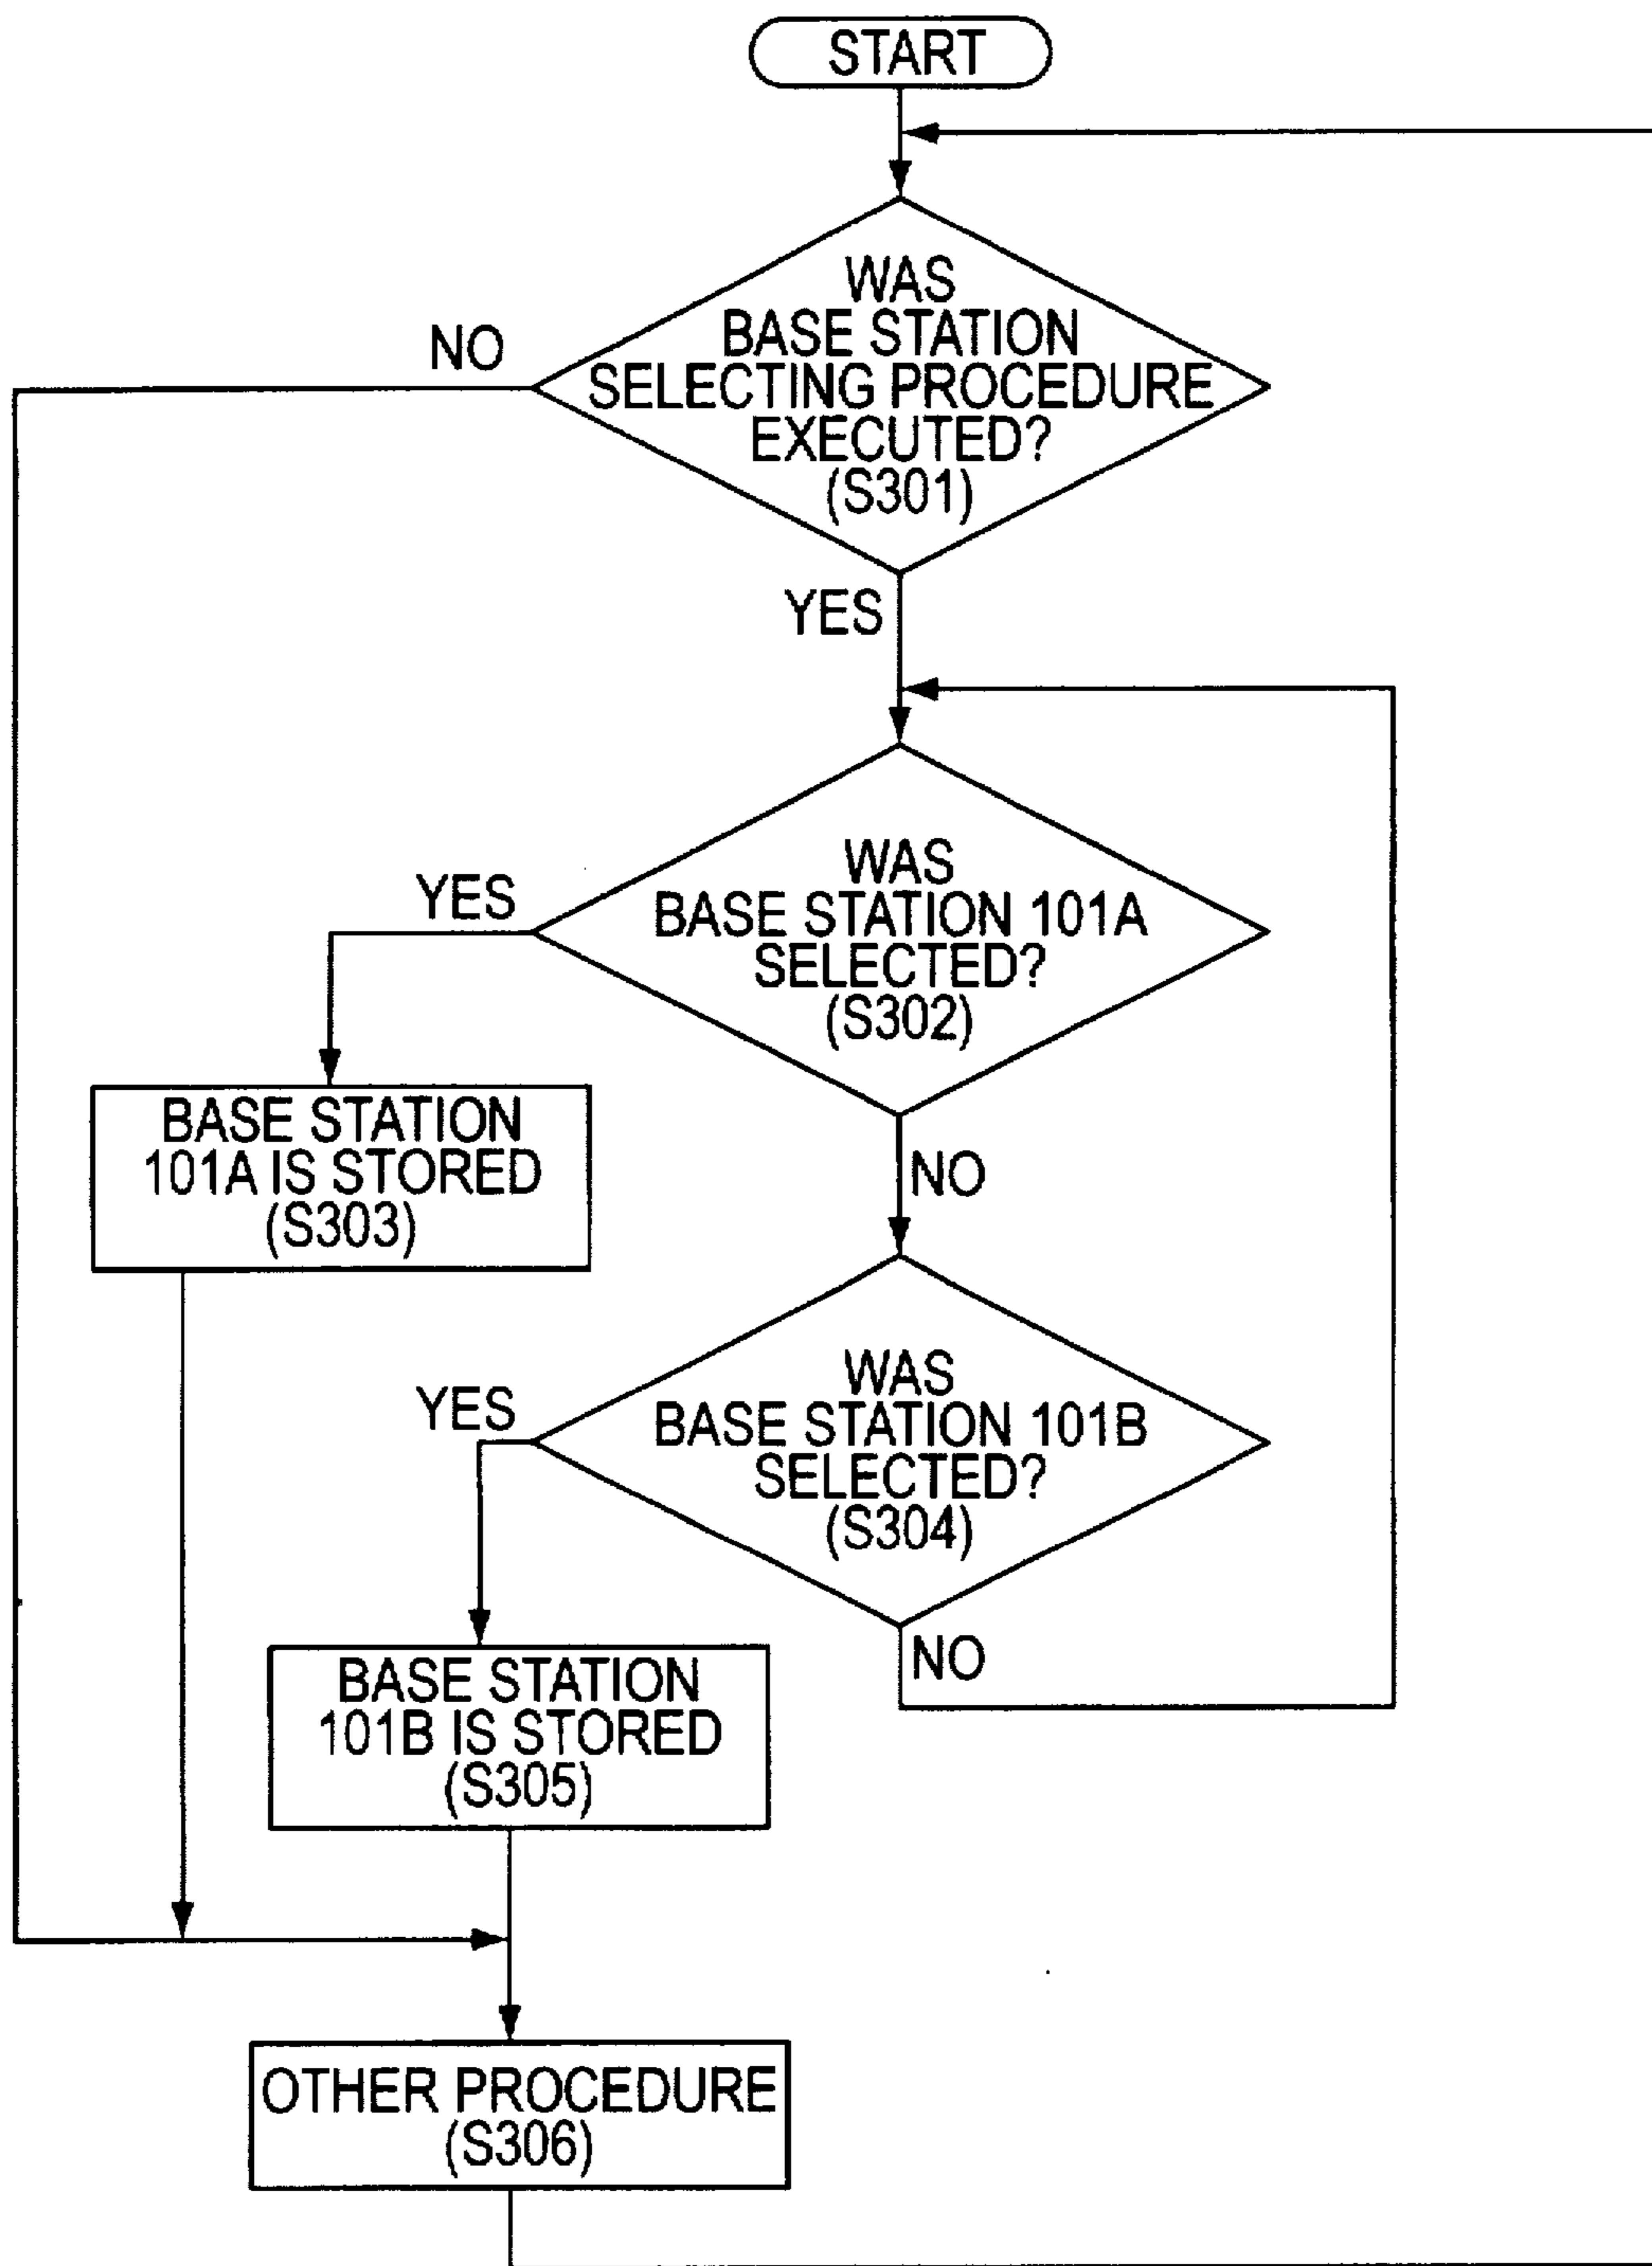 START
WAS
BASE STATION
SELECTING PROCEDURE
EXECUTED?
(S301)
NO
YES
WAS
BASE STATION 101A
SELECTED?
(S302)
YES
NO
BASE STATION
101A IS STORED
(S303)
WAS
BASE STATION 101B
SELECTED?
(S304)
YES
NO
BASE STATION
101B IS STORED
(S305)
OTHER PROCEDURE
(S306)